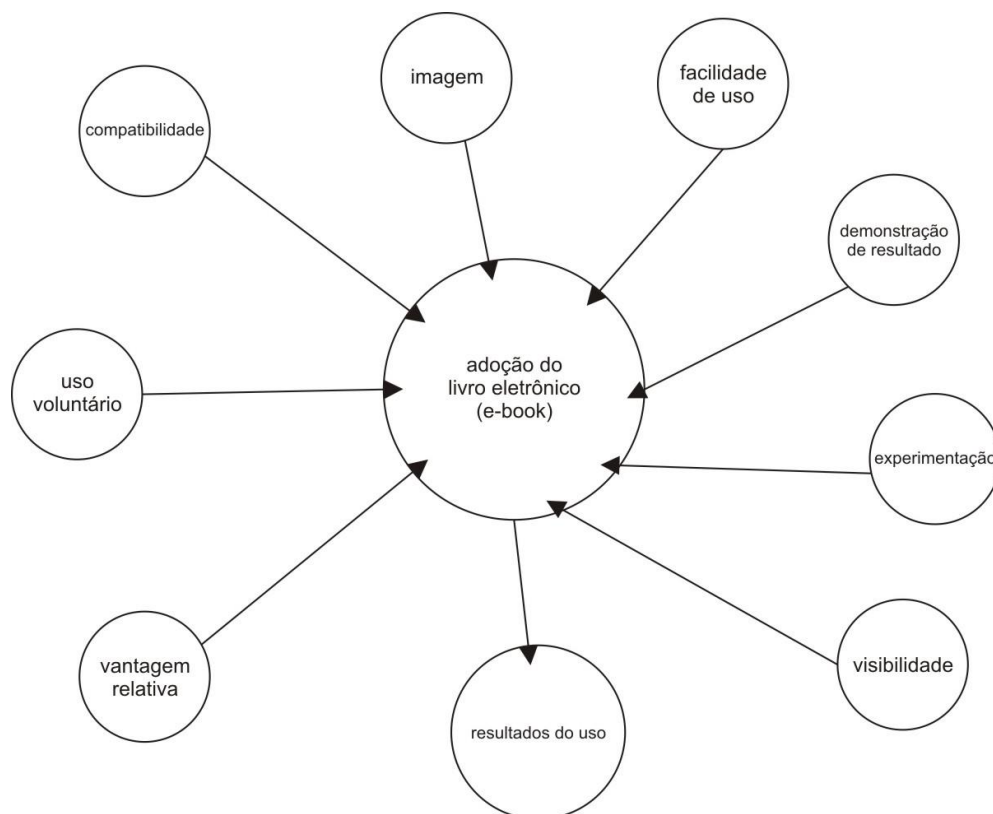 imagem
facilidade
de uso
compatibilidade
demonstração
de resultado
adoção do
livro eletrônico
(e-book)
uso
voluntário
experimentação
vantagem
relativa
visibilidade
resultados do uso